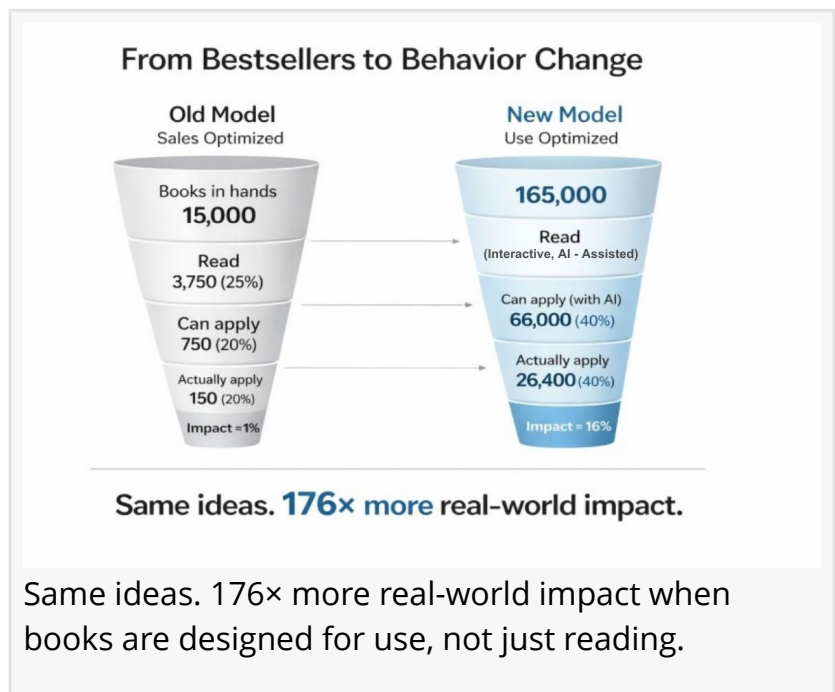 From Bestsellers to Behavior Change
Old Model
Sales Optimized
Books in hands
15,000
Read
3,750 (25%)
Can apply
750 (20%)
Actually apply
150 (20%)
Impact =1%
New Model
Use Optimized
165,000
Read
(Interactive, AI - Assisted)
Can apply (with AI)
66,000 (40%)
Actually apply
26,400 (40%)
Impact = 16%
Same ideas. 176× more real-world impact.
Same ideas. 176× more real-world impact when
books are designed for use, not just reading.